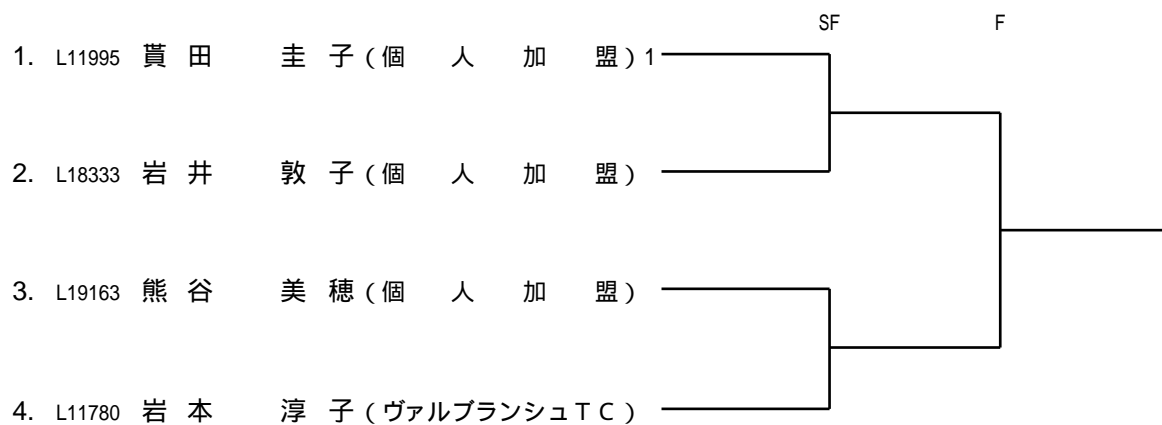 SF F
1. L11995 貰田 圭子(個人加盟)1
2. L18333 岩井 敦子(個人加盟)
3. L19163 熊谷 美穂(個人加盟)
4. L11780 岩本 淳子(ヴァルブランシュTC)